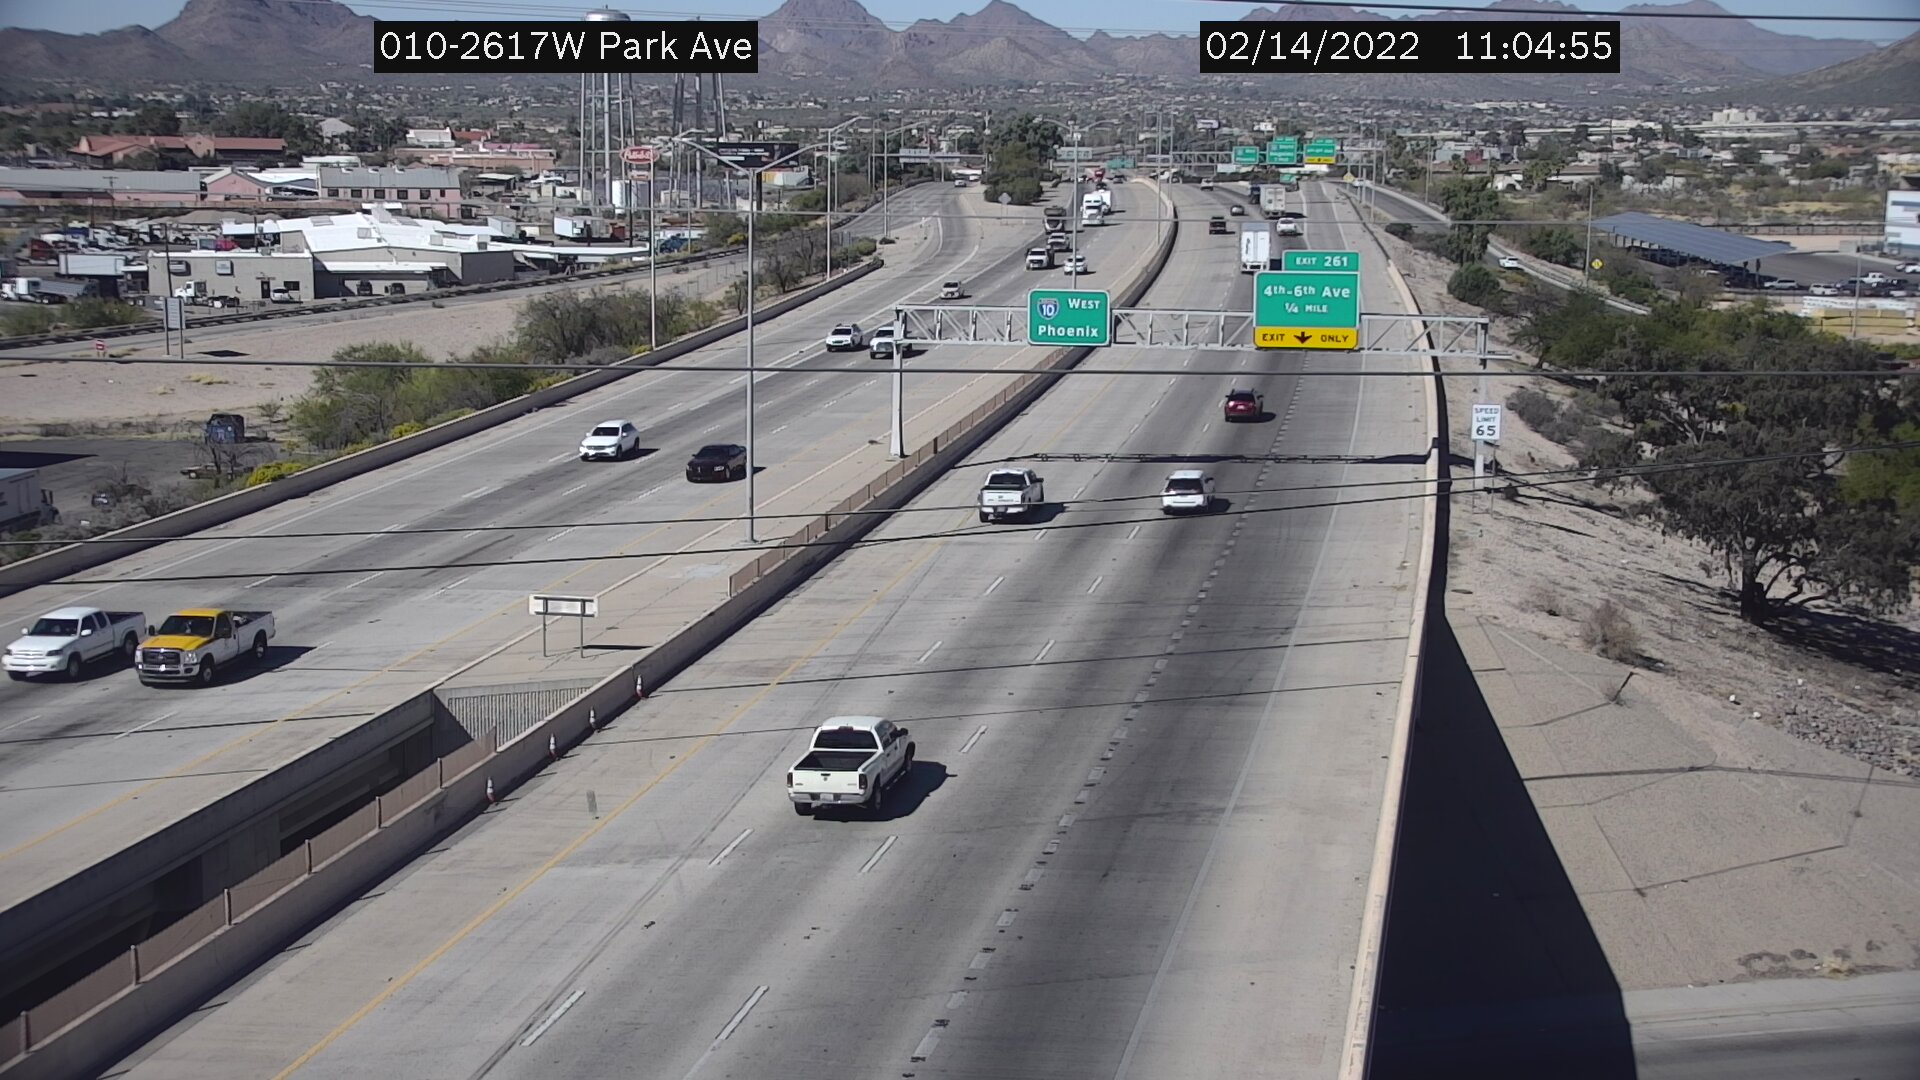 010-2617W Park Ave
02/14/2022 11:04:55
EXIT 261
4th-6th Ave
1/4 MILE
EXIT ONLY
10
WEST
Phoenix
SPEED
LIMIT
65